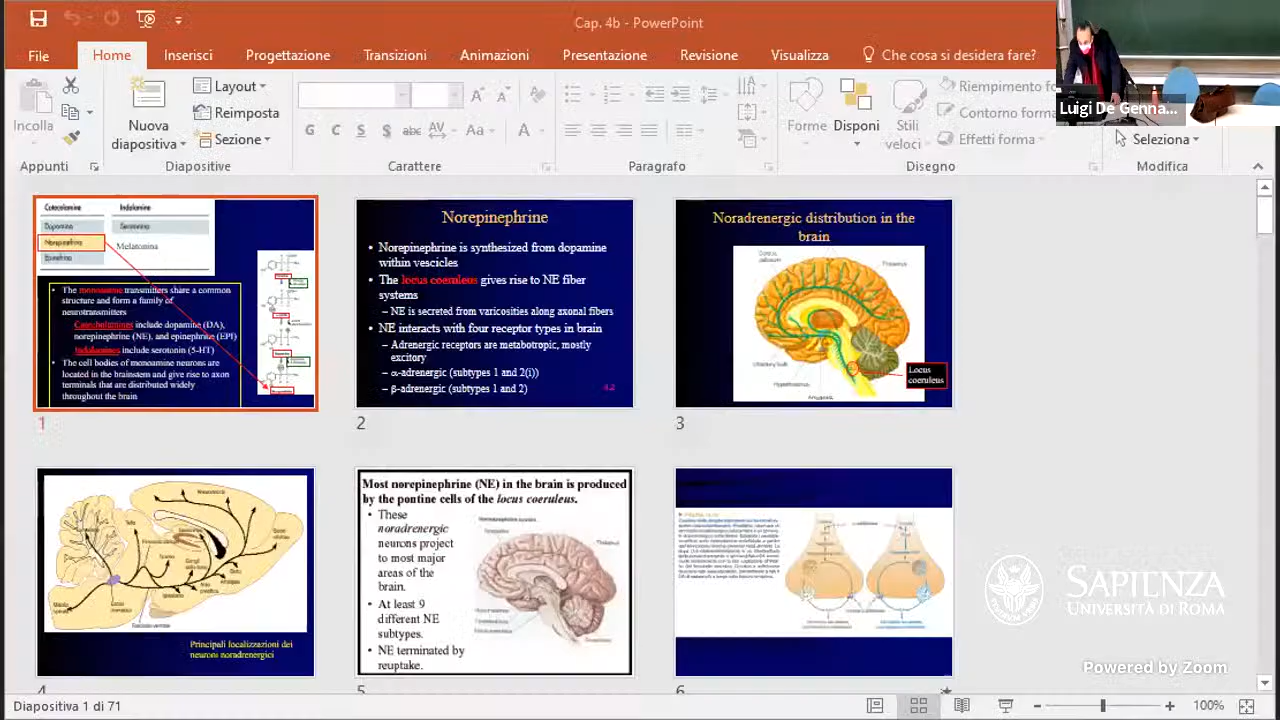 Cap. 4b - PowerPoint
File
Home
Inserisci
Progettazione
Transizioni
Animazioni
Presentazione
Revisione
Visualizza
Che cosa si desidera fare?
Luigi De Genna...
Incolla
Nuova
diapositiva
Layout
Reimposta
Sezione
G C S S abc AV Aa A
Forme
Disponi
Stili
veloci
Riempimento fo
Contorno forma
Effetti forma
Seleziona
Appunti
Diapositive
Carattere
Paragrafo
Disegno
Modifica
Catecolamine Indolamine
Dopamina Serotonina
Norepinefrina Melatonina
Epinefrina
• The monoamine transmitters share a common
structure and form a family of
neurotransmitters
Catecholamines include dopamine (DA),
norepinephrine (NE), and epinephrine (EPI)
Indolamines include serotonin (5-HT)
• The cell bodies of monoamine neurons are
located in the brainstem and give rise to axon
terminals that are distributed widely
throughout the brain
1
Norepinephrine
• Norepinephrine is synthesized from dopamine
within vescicles
• The locus coeruleus gives rise to NE fiber
systems
– NE is secreted from varicosities along axonal fibers
• NE interacts with four receptor types in brain
– Adrenergic receptors are metabotropic, mostly
excitory
– α-adrenergic (subtypes 1 and 2(i))
– β-adrenergic (subtypes 1 and 2)
4.2
2
Noradrenergic distribution in the
brain
Thalamus
Hypothalamus
Locus
coeruleus
3
Principali localizzazioni dei
neuroni noradrenergici
4
Most norepinephrine (NE) in the brain is produced
by the pontine cells of the locus coeruleus.
• These
noradrenergic
neurons project
to most major
areas of the
brain.
• At least 9
different NE
subtypes.
• NE terminated by
reuptake.
5
6
SAPIENZA
UNIVERSITÀ DI ROMA
Powered by Zoom
Diapositiva 1 di 71
100%